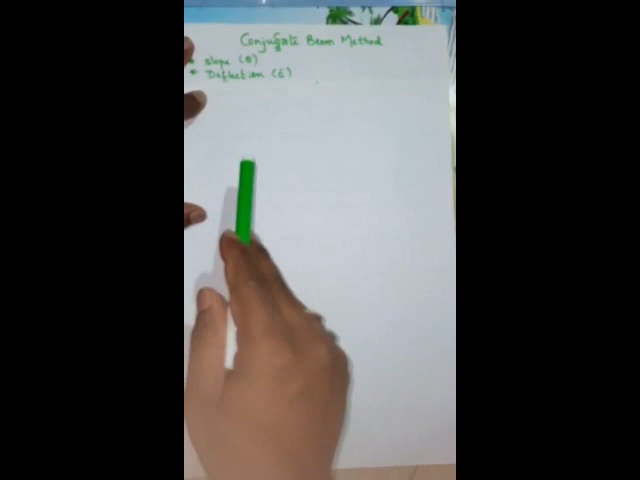 Conjugate Beam Method
* Slope (θ)
* Deflection (δ)